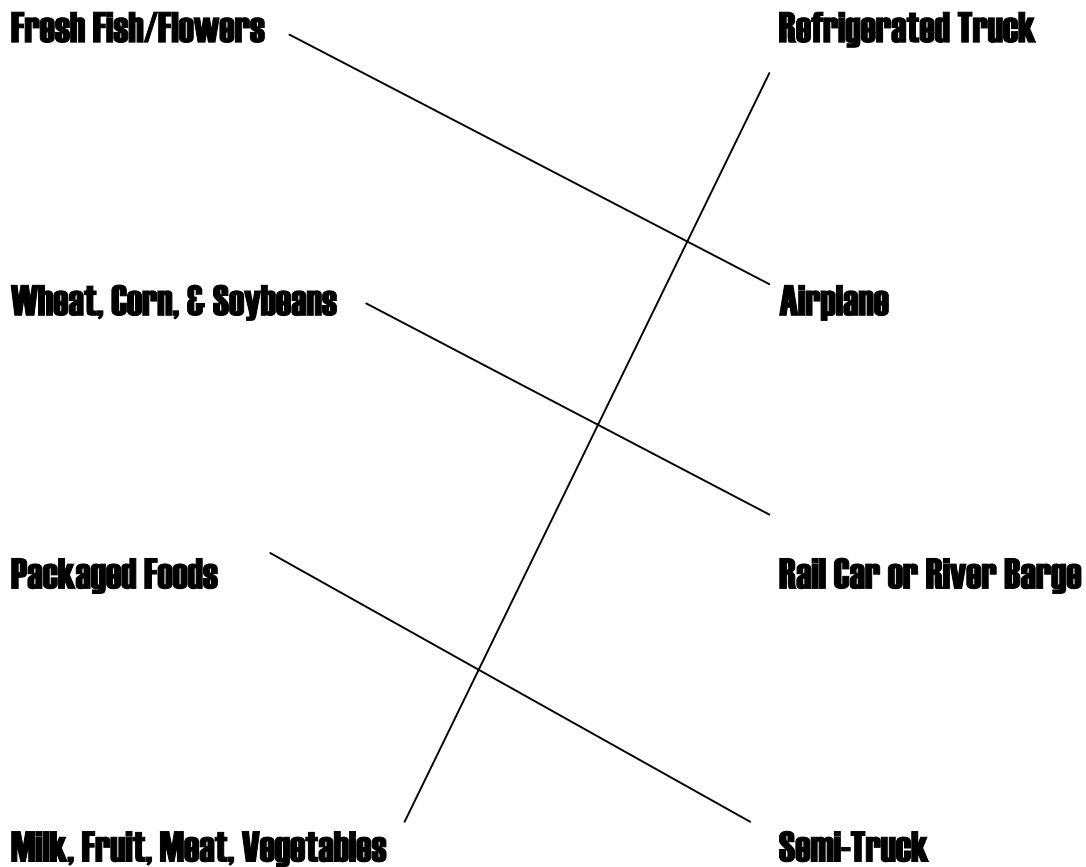 Fresh Fish/Flowers
Refrigerated Truck
Wheat, Corn, & Soybeans
Airplane
Packaged Foods
Rail Car or River Barge
Milk, Fruit, Meat, Vegetables
Semi-Truck